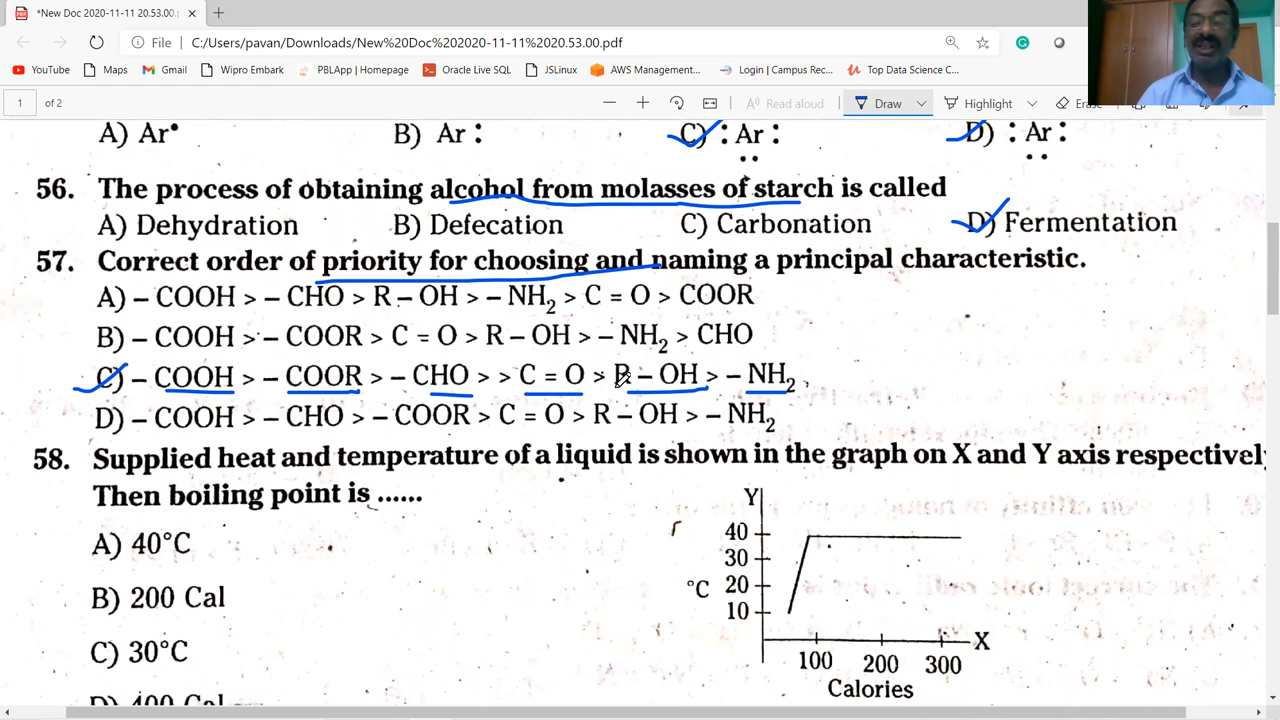 *New Doc 2020-11-11 20.53.00.p
File C:/Users/pavan/Downloads/New%20Doc%202020-11-11%2020.53.00.pdf
YouTube Maps Gmail Wipro Embark PBLApp | Homepage Oracle Live SQL JSLinux AWS Management... Login | Campus Rec... Top Data Science C...
1 of 2 Read aloud Draw Highlight Erase
A) Ar• B) Ar : C) : Ar : D) : Ar :
56. The process of obtaining alcohol from molasses of starch is called
A) Dehydration B) Defecation C) Carbonation D) Fermentation
57. Correct order of priority for choosing and naming a principal characteristic.
A) – COOH > – CHO > R – OH > – NH₂ > C = O > COOR
B) – COOH > – COOR > C = O > R – OH > – NH₂ > CHO
C) – COOH > – COOR > – CHO > > C = O > R – OH > – NH₂
D) – COOH > – CHO > – COOR > C = O > R – OH > – NH₂
58. Supplied heat and temperature of a liquid is shown in the graph on X and Y axis respectively
Then boiling point is ......
A) 40°C
B) 200 Cal
C) 30°C
D) 400 Cal
Y
40
30
°C 20
10
X
100 200 300
Calories